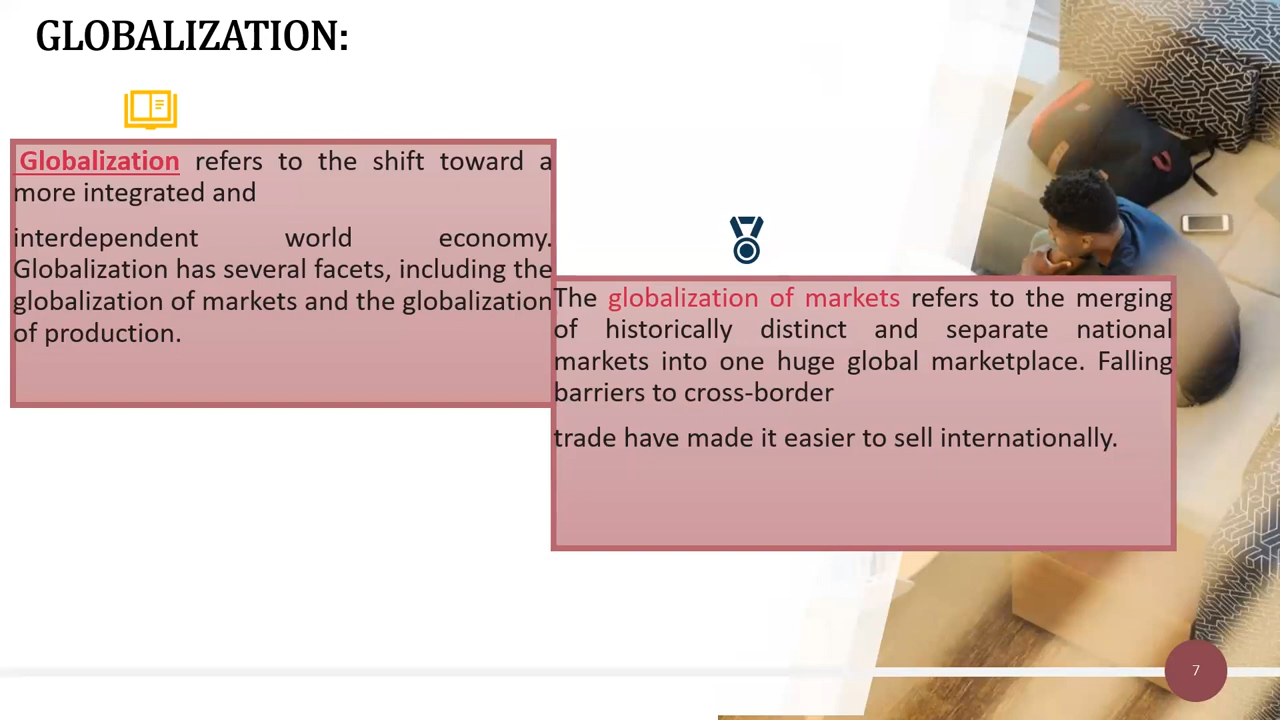 GLOBALIZATION:
Globalization refers to the shift toward a
more integrated and
interdependent world economy.
Globalization has several facets, including the
globalization of markets and the globalization
of production.
The globalization of markets refers to the merging
of historically distinct and separate national
markets into one huge global marketplace. Falling
barriers to cross-border
trade have made it easier to sell internationally.
7